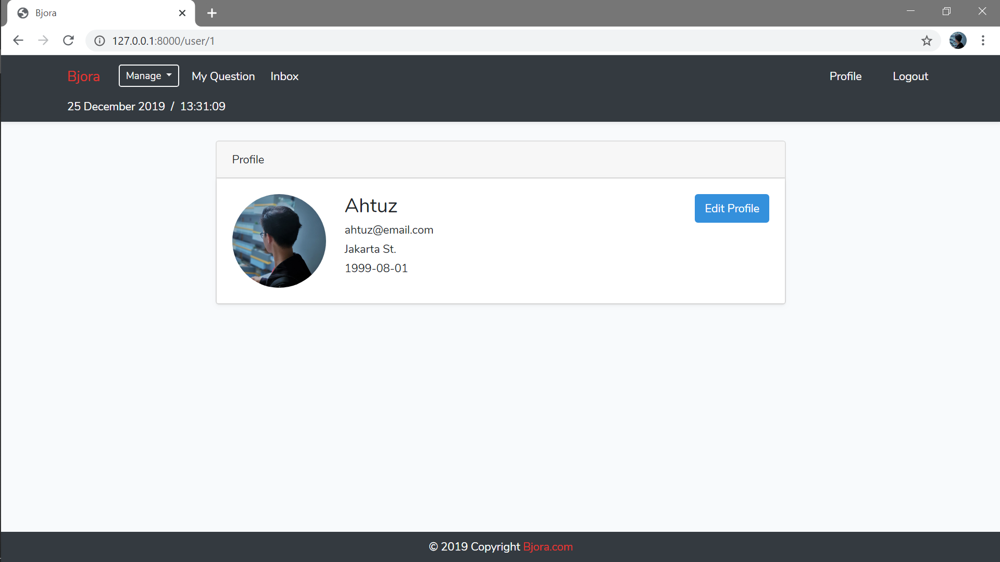 Bjora
127.0.0.1:8000/user/1
Bjora Manage My Question Inbox Profile Logout
25 December 2019 / 13:31:09
Profile
Ahtuz
Edit Profile
ahtuz@email.com
Jakarta St.
1999-08-01
© 2019 Copyright Bjora.com